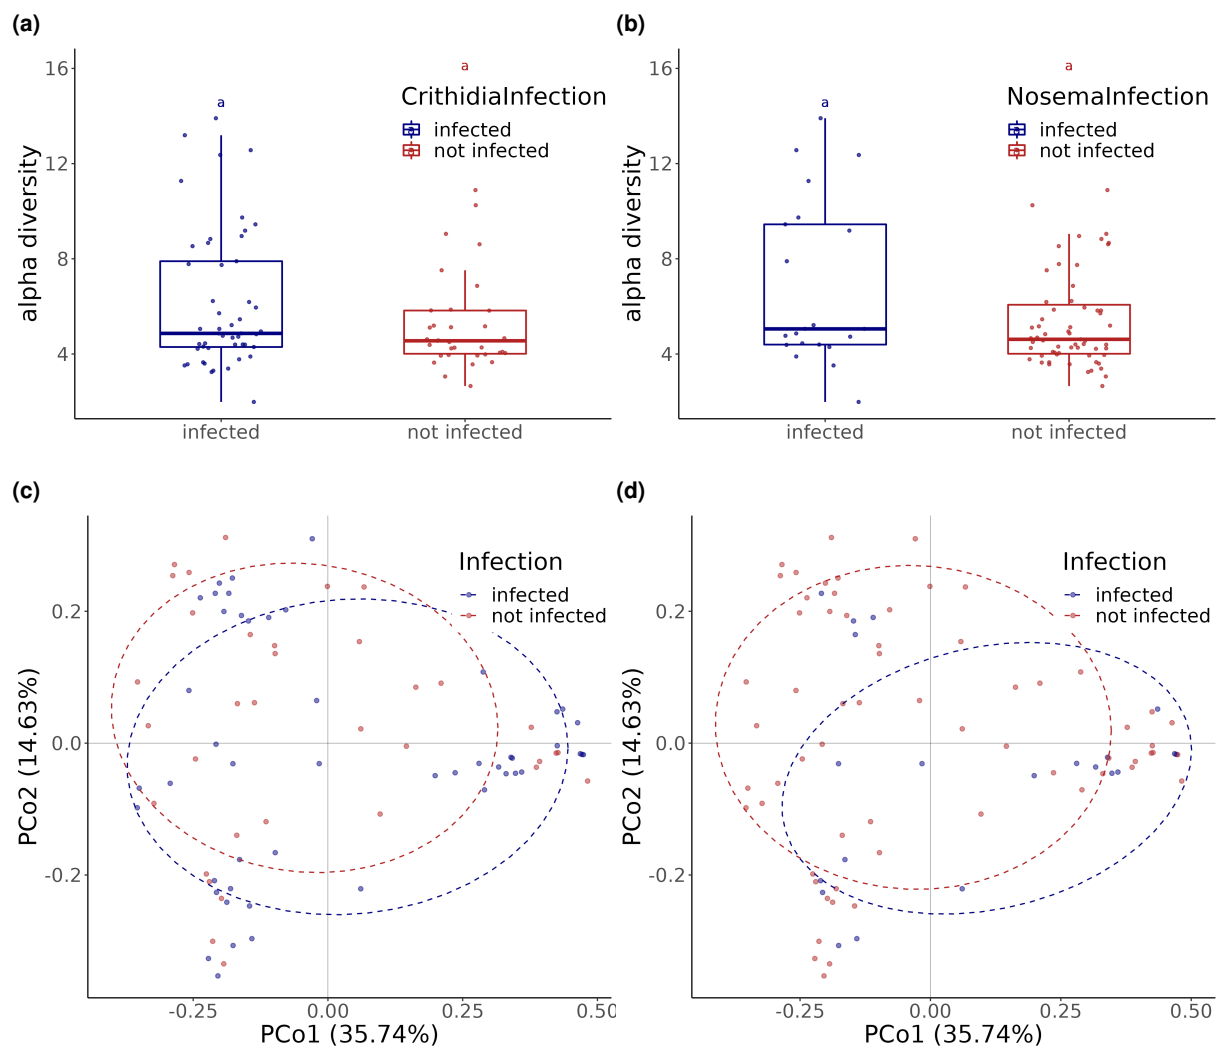 (a)
16
12
8
4
alpha diversity
a
a
CrithidiaInfection
a infected
a not infected
infected
not infected
(b)
16
12
8
4
alpha diversity
a
a
NosemaInfection
a infected
a not infected
infected
not infected
(c)
0.2
0.0
-0.2
PCo2 (14.63%)
Infection
infected
not infected
-0.25
0.00
0.25
0.50
PCo1 (35.74%)
(d)
0.2
0.0
-0.2
PCo2 (14.63%)
Infection
infected
not infected
-0.25
0.00
0.25
0.50
PCo1 (35.74%)